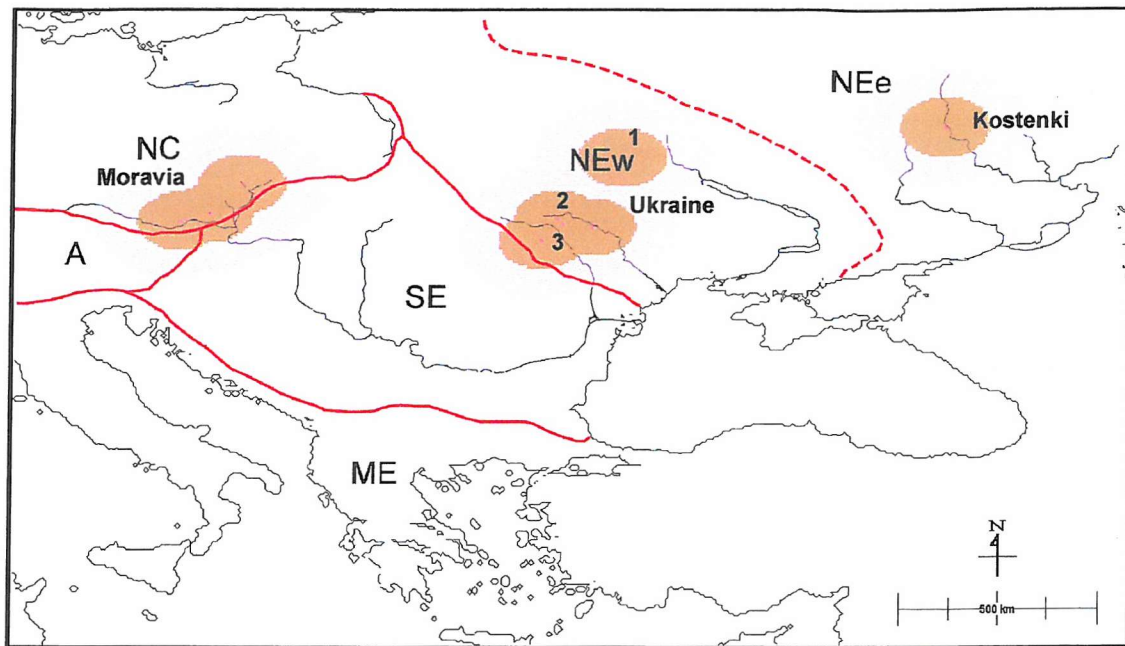 NEe
Kostenki
1
NC
NEw
Moravia
2
Ukraine
3
A
SE
ME
N
500 km